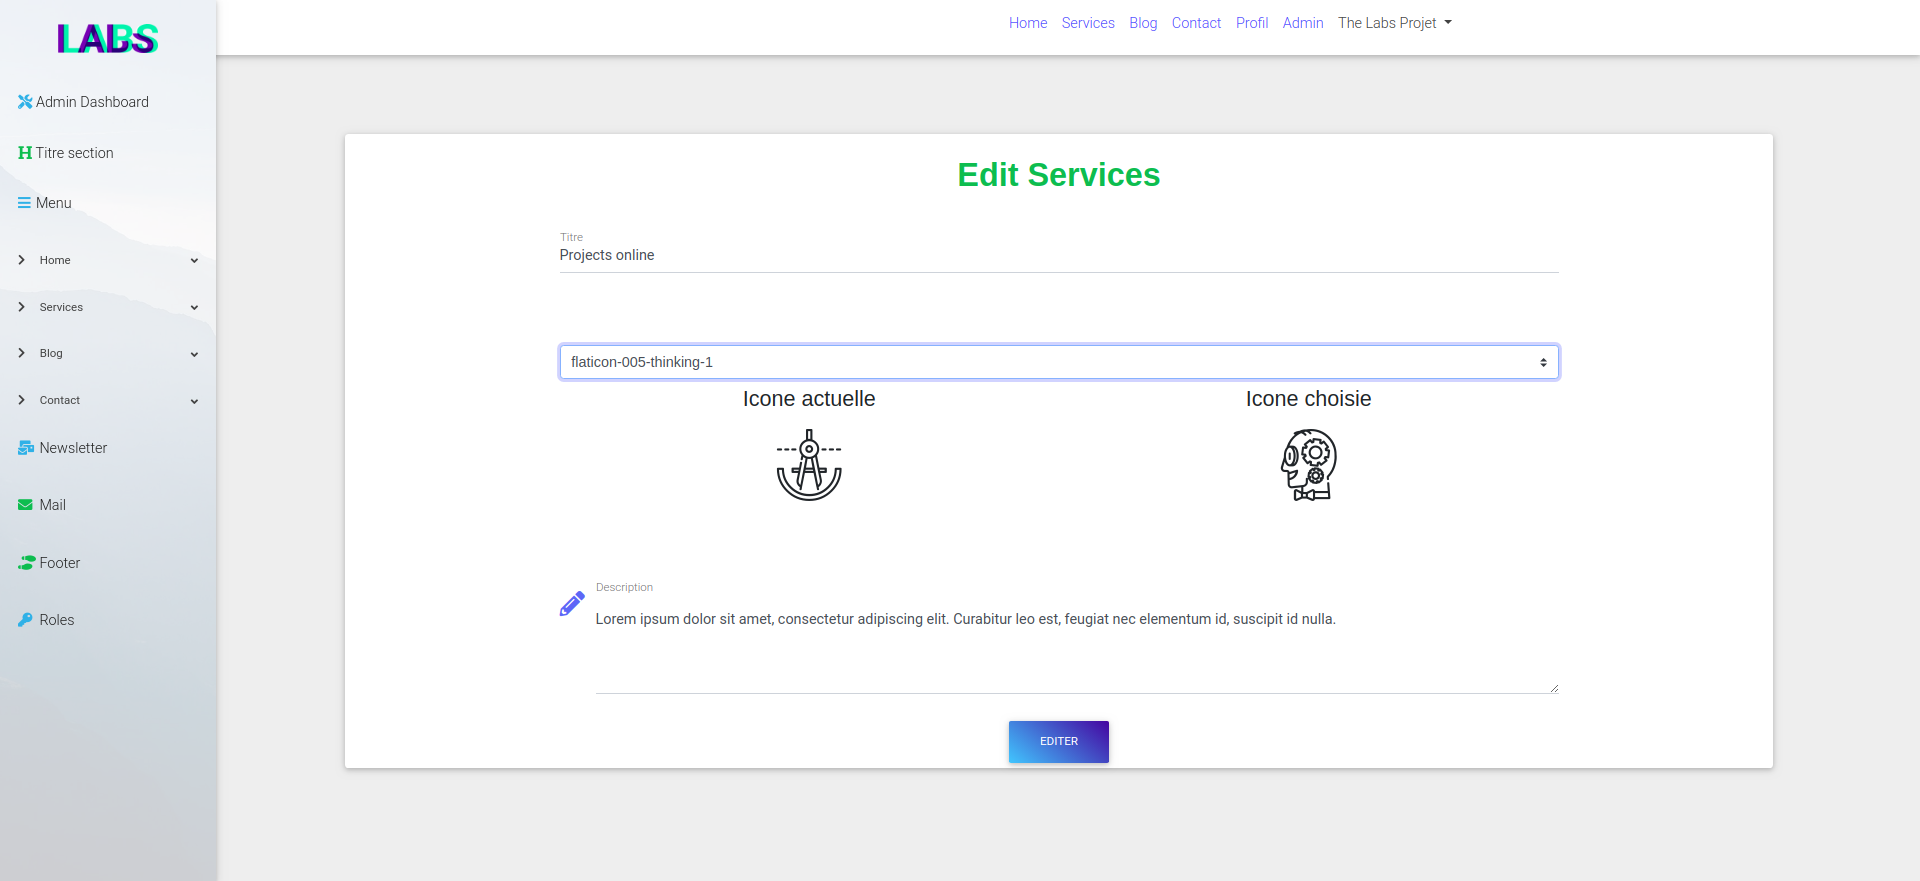 LABS
Home Services Blog Contact Profil Admin The Labs Projet
Admin Dashboard
Titre section
Menu
Home
Services
Blog
Contact
Newsletter
Mail
Footer
Roles
Edit Services
Titre
Projects online
flaticon-005-thinking-1
Icone actuelle Icone choisie
Description
Lorem ipsum dolor sit amet, consectetur adipiscing elit. Curabitur leo est, feugiat nec elementum id, suscipit id nulla.
EDITER